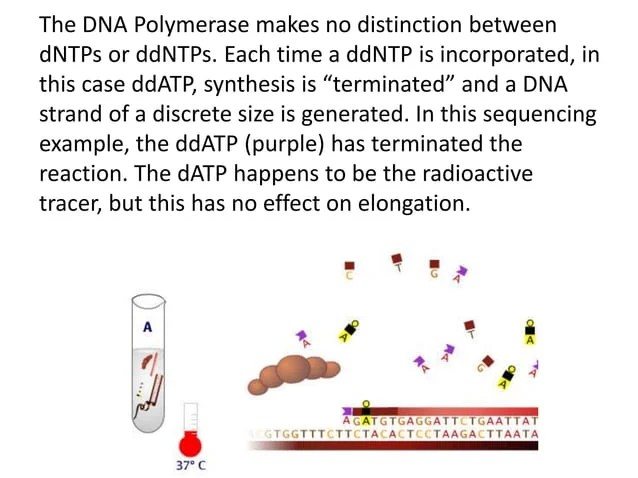 The DNA Polymerase makes no distinction between
dNTPs or ddNTPs. Each time a ddNTP is incorporated, in
this case ddATP, synthesis is “terminated” and a DNA
strand of a discrete size is generated. In this sequencing
example, the ddATP (purple) has terminated the
reaction. The dATP happens to be the radioactive
tracer, but this has no effect on elongation.
C
T
G
A
A
A
A
T
A
A
A
G
A
A
37° C
AGATGTGAGGATTCTGAATTAT
CGTGGTTTCTTCTACACTCCTAAGACTTAATA